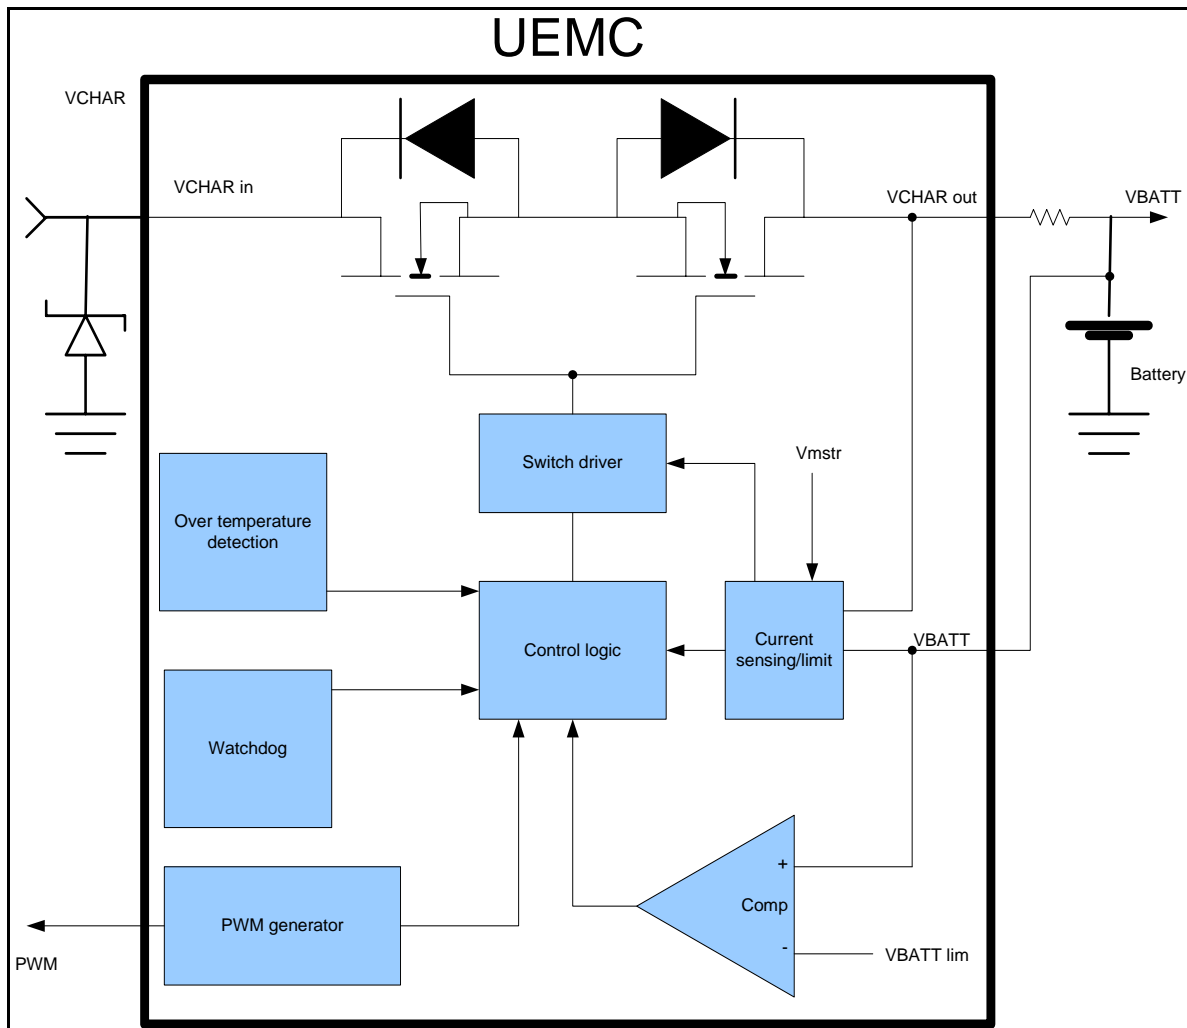 UEMC
VCHAR
VCHAR in
VCHAR out
VBATT
Battery
Switch driver
Vmstr
Over temperature
detection
Control logic
Current
sensing/limit
VBATT
Watchdog
+
Comp
-
VBATT lim
PWM generator
PWM